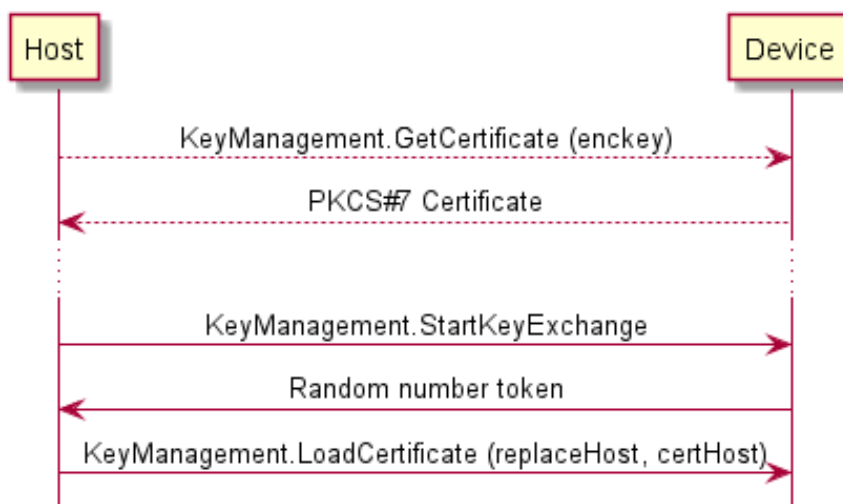 Host
Device
KeyManagement.GetCertificate (enckey)
PKCS#7 Certificate
KeyManagement.StartKeyExchange
Random number token
KeyManagement.LoadCertificate (replaceHost, certHost)